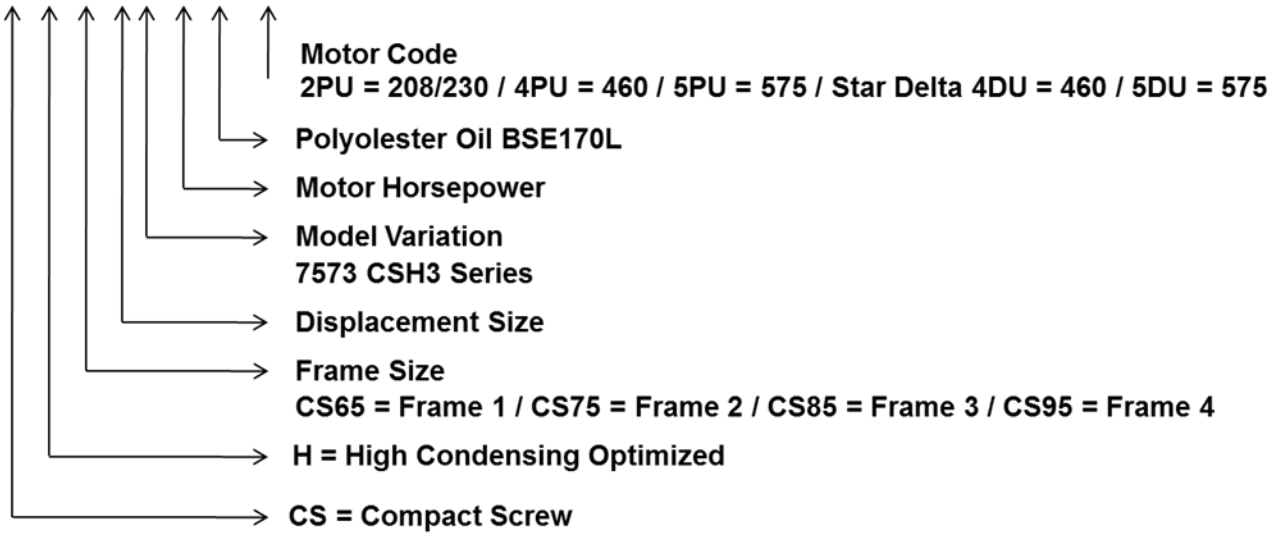 Motor Code
2PU = 208/230 / 4PU = 460 / 5PU = 575 / Star Delta 4DU = 460 / 5DU = 575
Polyolester Oil BSE170L
Motor Horsepower
Model Variation
7573 CSH3 Series
Displacement Size
Frame Size
CS65 = Frame 1 / CS75 = Frame 2 / CS85 = Frame 3 / CS95 = Frame 4
H = High Condensing Optimized
CS = Compact Screw